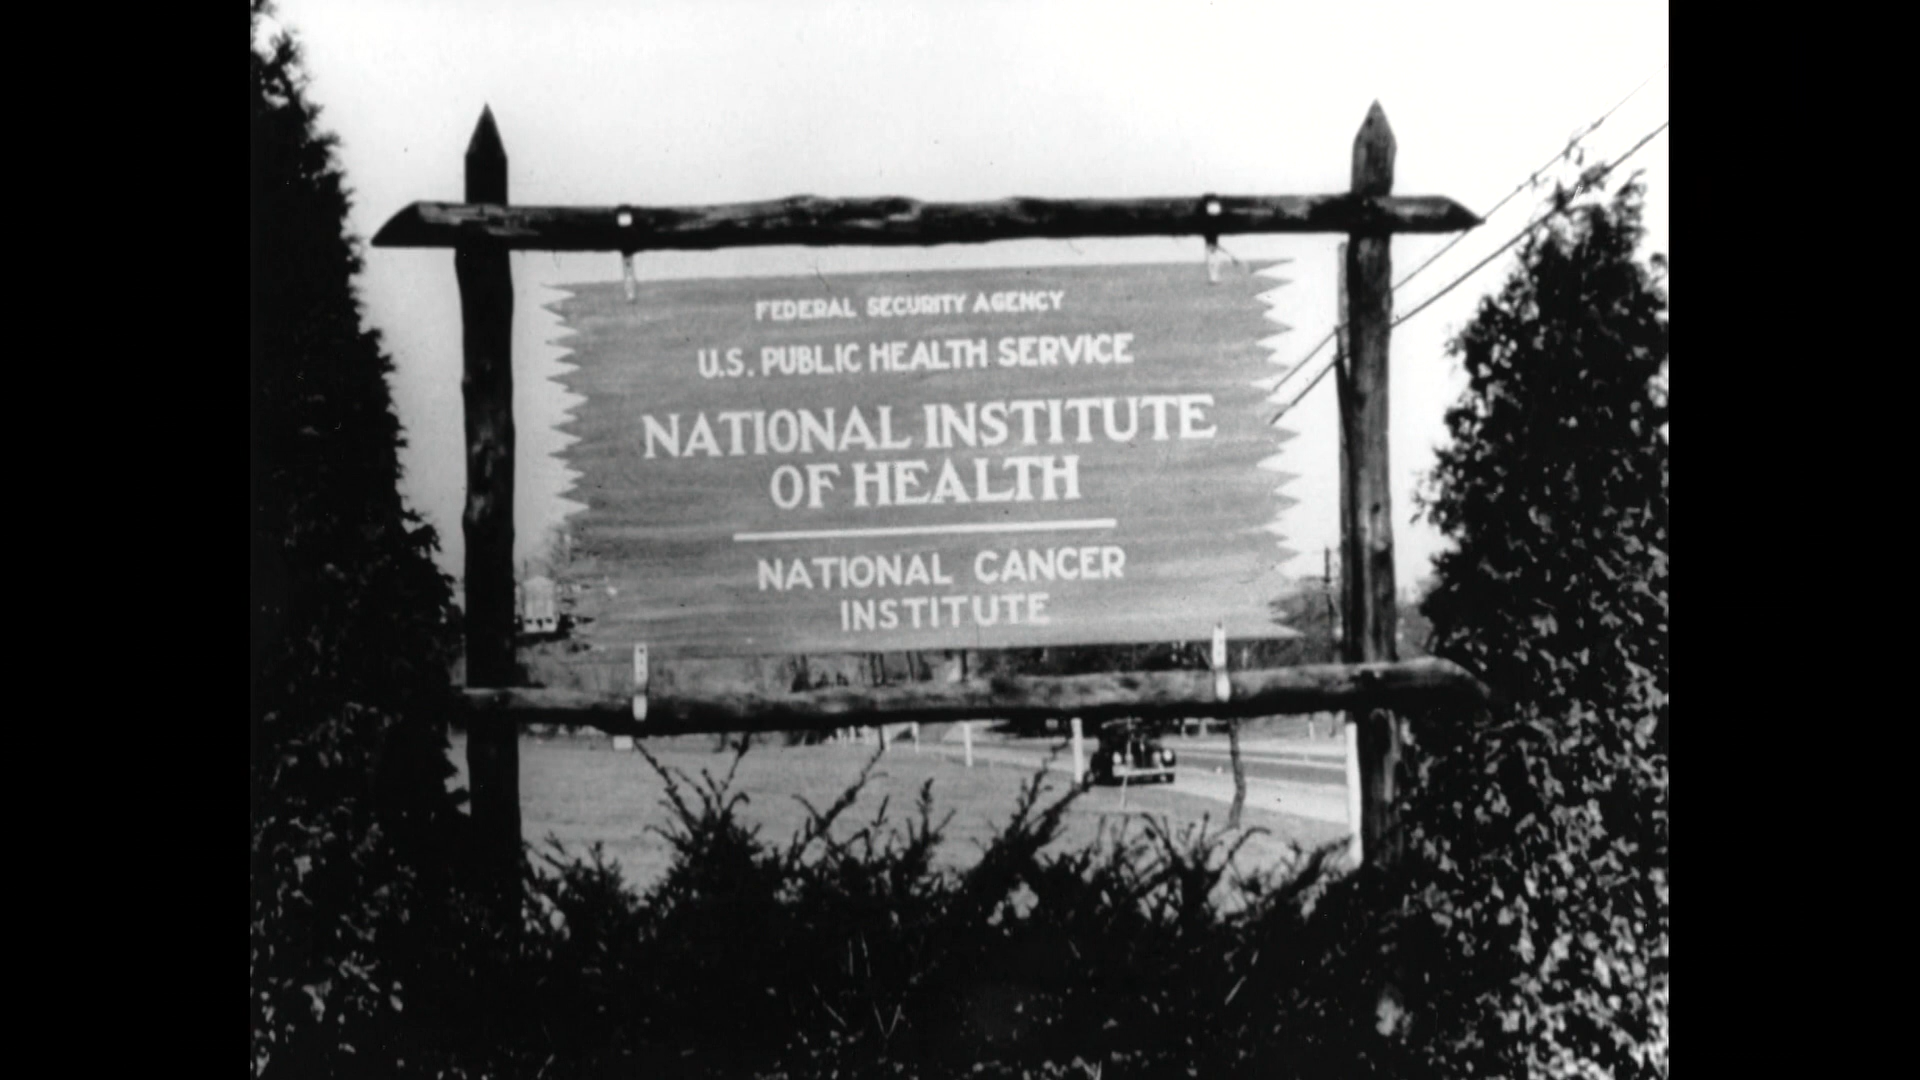 FEDERAL SECURITY AGENCY
U.S. PUBLIC HEALTH SERVICE
NATIONAL INSTITUTE
OF HEALTH
NATIONAL CANCER
INSTITUTE